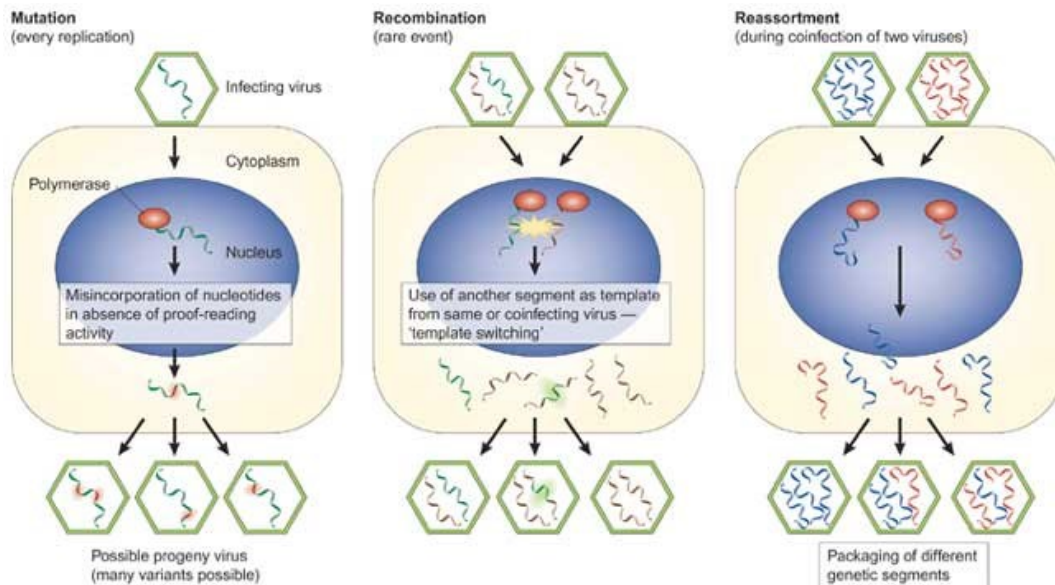 Mutation
(every replication)
Infecting virus
Cytoplasm
Polymerase
Nucleus
Misincorporation of nucleotides
in absence of proof-reading
activity
Possible progeny virus
(many variants possible)
Recombination
(rare event)
Use of another segment as template
from same or coinfecting virus —
‘template switching’
Reassortment
(during coinfection of two viruses)
Packaging of different
genetic segments